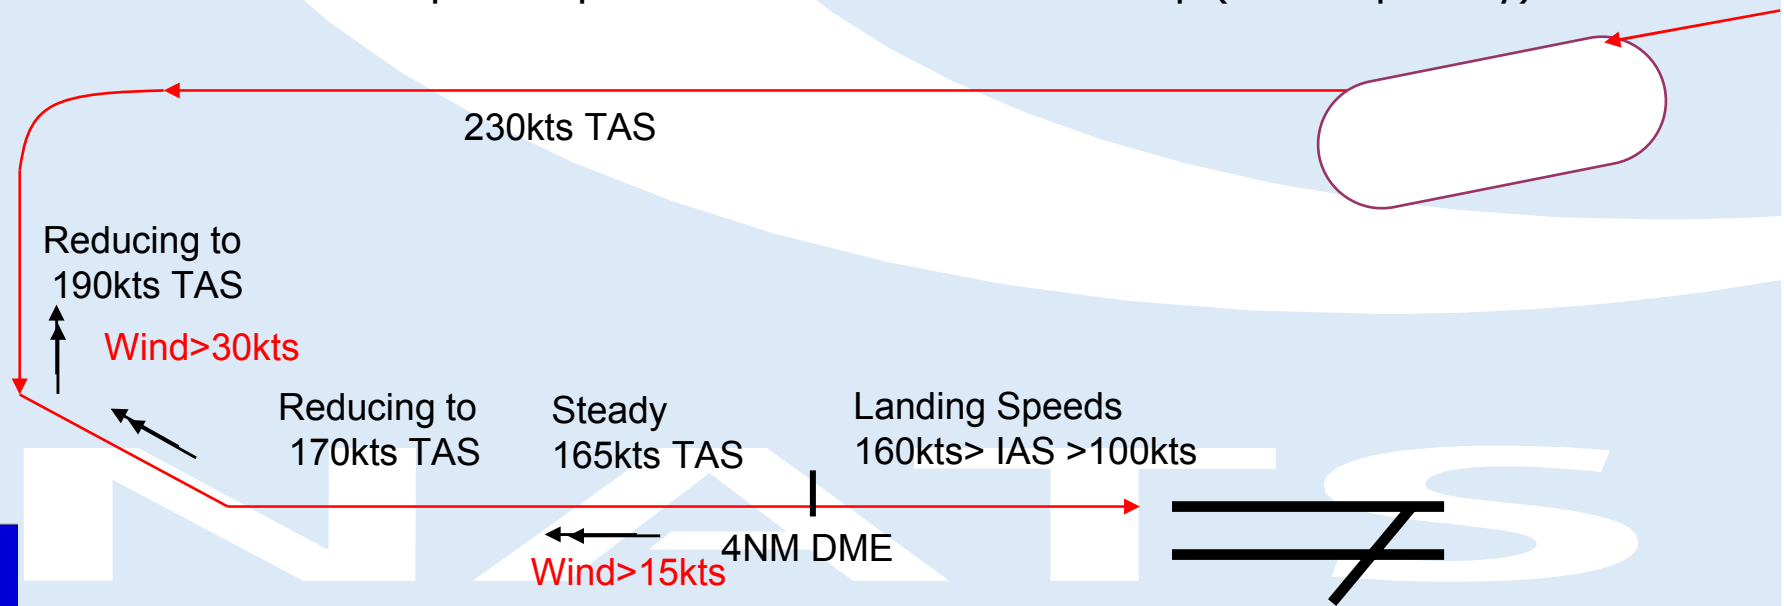 230kts TAS
Reducing to
190kts TAS
Wind>30kts
Reducing to
170kts TAS
Steady
165kts TAS
Landing Speeds
160kts> IAS >100kts
4NM DME
Wind>15kts
NATS